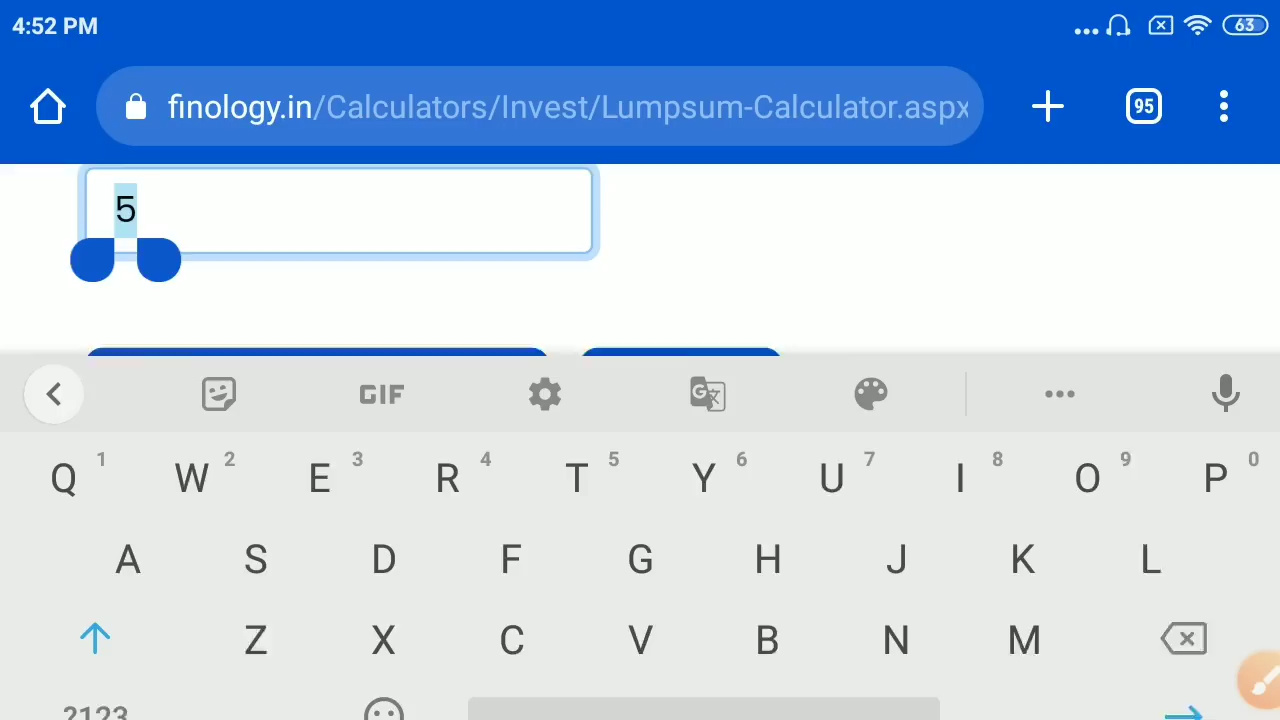 4:52 PM
63
finology.in/Calculators/Invest/Lumpsum-Calculator.aspx
95
5
GIF
G
Q 1 W 2 E 3 R 4 T 5 Y 6 U 7 I 8 O 9 P 0
A S D F G H J K L
Z X C V B N M
?123